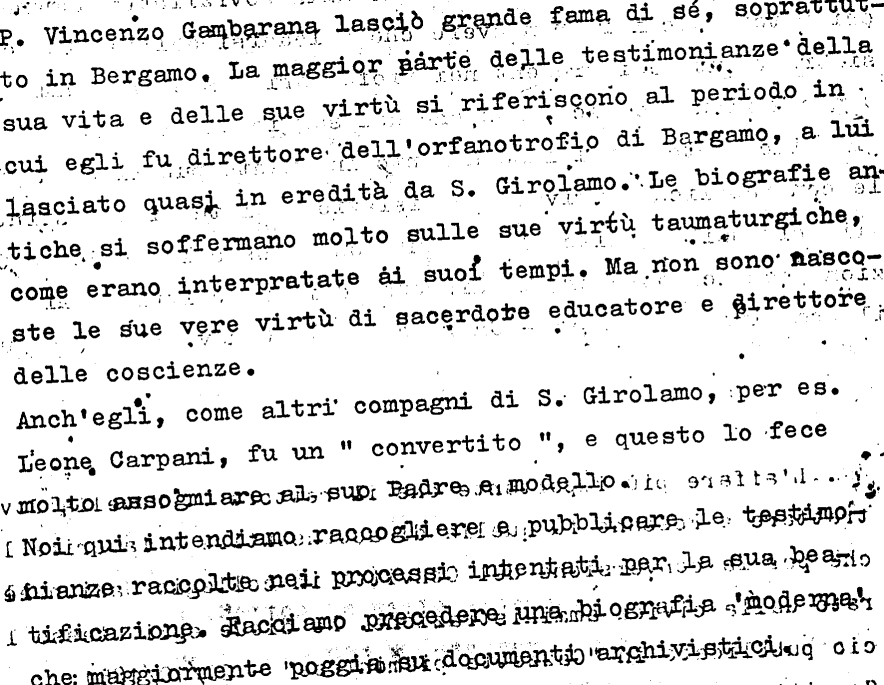 P. Vincenzo Gambarana lasciò grande fama di sé, soprattut-
to in Bergamo. La maggior parte delle testimonianze della
sua vita e delle sue virtù si riferiscono al periodo in
cui egli fu direttore dell'orfanotrofio di Bargamo, a lui
lasciato quasi in eredità da S. Girolamo. Le biografie an-
tiche si soffermano molto sulle sue virtù taumaturgiche,
come erano interpratate ai suoi tempi. Ma non sono nasco-
ste le sue vere virtù di sacerdote educatore e direttore
delle coscienze.
Anch'egli, come altri compagni di S. Girolamo, per es.
Leone Carpani, fu un " convertito ", e questo lo fece
molto assogmiare al suo Padre e modello.
Noi qui intendiamo raccogliere e pubblicare le testimo-
nianze raccolte nei processi intentati per la sua bea-
tificazione. Facciamo precedere una biografia "moderna"
che maggiormente poggia su documenti archivistici.